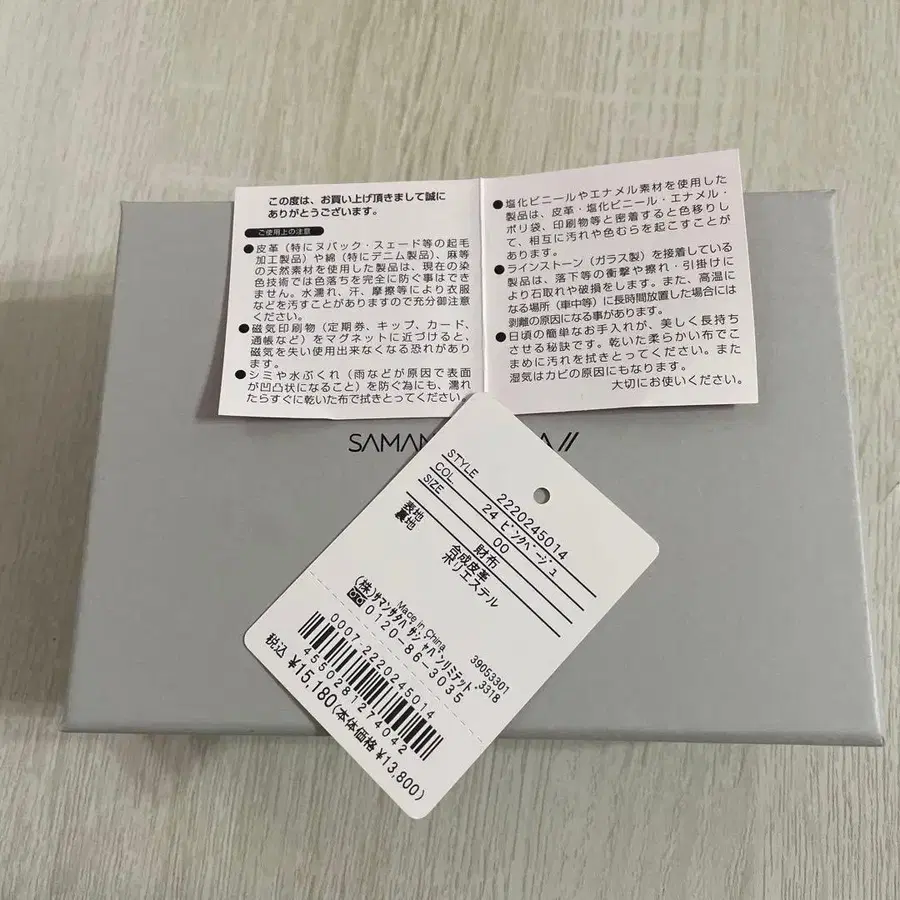 この度は、お買い上げ頂きまして誠に
ありがとうございます。
ご使用上の注意
●皮革（特にヌバック・スエード等の起毛
加工製品）や綿（特にデニム製品）、麻等
の天然素材を使用した製品は、現在の染
色技術では色落ちを完全に防ぐ事はでき
ません。水濡れ、汗、摩擦等により衣服
などを汚すことがありますので充分御注意
ください。
●磁気印刷物（定期券、キップ、カード、
通帳など）をマグネットに近づけると、
磁気を失い使用出来なくなる恐れがあり
ます。
●シミや水ぶくれ（雨などが原因で表面
が凹凸状になること）を防ぐ為にも、濡れ
たらすぐに乾いた布で拭きとってください。
●塩化ビニールやエナメル素材を使用した
製品は、皮革・塩化ビニール・エナメル・
ポリ袋、印刷物等と密着すると色移りし
て、相互に汚れや色むらを起こすことが
あります。
●ラインストーン（ガラス製）を接着している
製品は、落下等の衝撃や擦れ・引掛けに
より石取れや破損をします。また、高温に
なる場所（車中等）に長時間放置した場合には
剥離の原因になる事があります。
●日頃の簡単なお手入れが、美しく長持ち
させる秘訣です。乾いた柔らかい布でこ
まめに汚れを拭きとってください。また
湿気はカビの原因にもなります。
大切にお使いください。
STYLE 2220245014
COL. 24 ﾋﾟﾝｸﾍﾞｰｼﾞｭ
SIZE 00
財布
表地 合成皮革
裏地 ポリエステル
Made in China
39053301
(株)ｻﾏﾝｻﾀﾊﾞｻｼﾞｬﾊﾟﾝﾘﾐﾃｯﾄﾞ .3318
0120-86-3035
0007 2220245014
4550281274042
税込 ¥15,180(本体価格 ¥13,800)